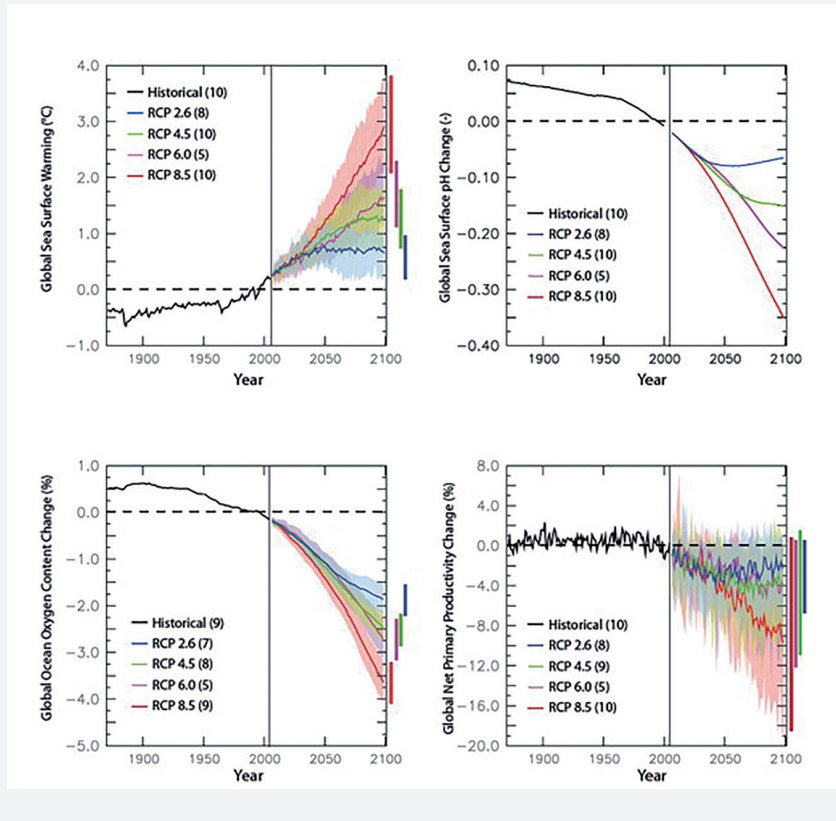 4.0
3.0
2.0
1.0
0.0
−1.0
Global Sea Surface Warming (°C)
Historical (10)
RCP 2.6 (8)
RCP 4.5 (10)
RCP 6.0 (5)
RCP 8.5 (10)
1900 1950 2000 2050 2100
Year
0.10
0.00
−0.10
−0.20
−0.30
−0.40
Global Sea Surface pH Change (-)
Historical (10)
RCP 2.6 (8)
RCP 4.5 (10)
RCP 6.0 (5)
RCP 8.5 (10)
1900 1950 2000 2050 2100
Year
1.0
0.0
−1.0
−2.0
−3.0
−4.0
−5.0
Global Ocean Oxygen Content Change (%)
Historical (9)
RCP 2.6 (7)
RCP 4.5 (8)
RCP 6.0 (5)
RCP 8.5 (9)
1900 1950 2000 2050 2100
Year
8.0
4.0
0.0
−4.0
−8.0
−12.0
−16.0
−20.0
Global Net Primary Productivity Change (%)
Historical (10)
RCP 2.6 (8)
RCP 4.5 (9)
RCP 6.0 (5)
RCP 8.5 (10)
1900 1950 2000 2050 2100
Year